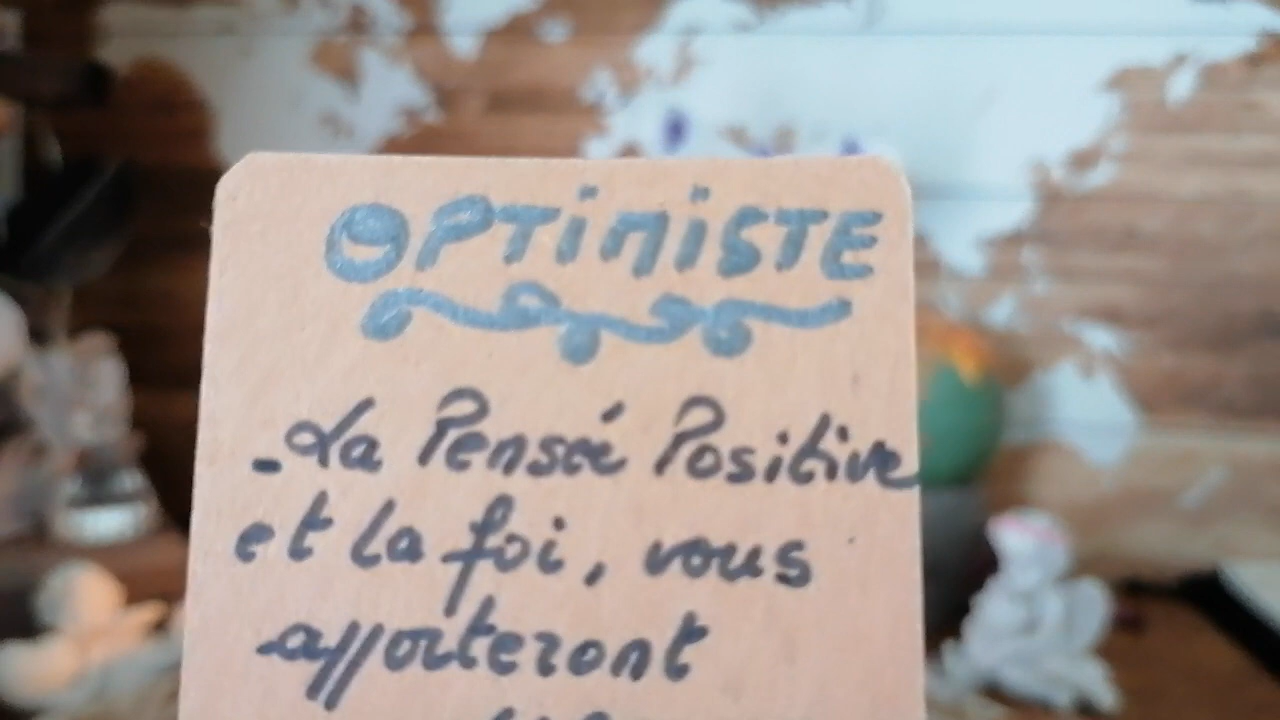 OPTiMiSTE
-La Pensée Positive
et la foi, vous
apporteront